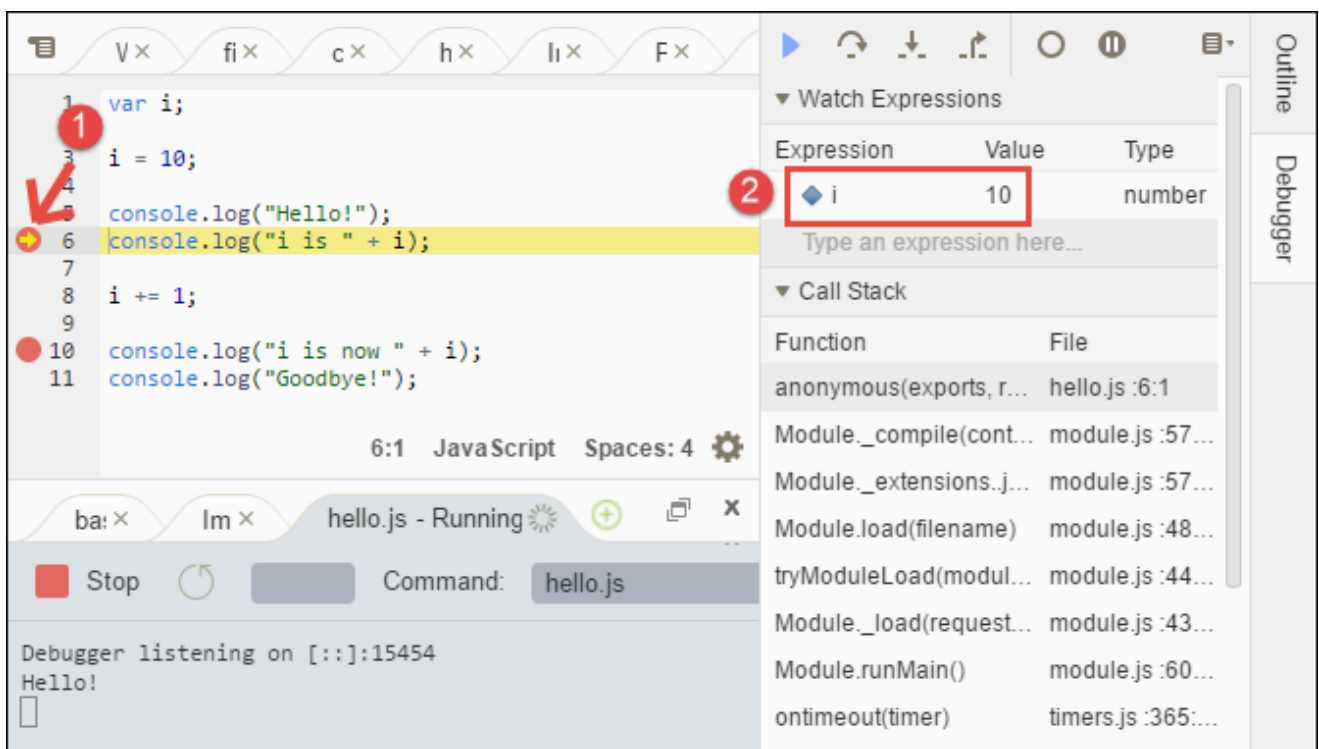 V × fi × c × h × lı × F ×
1 var i;
1
3 i = 10;
4
5 console.log("Hello!");
6 console.log("i is " + i);
7
8 i += 1;
9
10 console.log("i is now " + i);
11 console.log("Goodbye!");
6:1 JavaScript Spaces: 4
ba: × Im × hello.js - Running
Stop Command: hello.js
Debugger listening on [::]:15454
Hello!
Watch Expressions
Expression Value Type
2
i 10 number
Type an expression here...
Call Stack
Function File
anonymous(exports, r... hello.js :6:1
Module._compile(cont... module.js :57...
Module._extensions..j... module.js :57...
Module.load(filename) module.js :48...
tryModuleLoad(modul... module.js :44...
Module._load(request... module.js :43...
Module.runMain() module.js :60...
ontimeout(timer) timers.js :365:...
Outline
Debugger